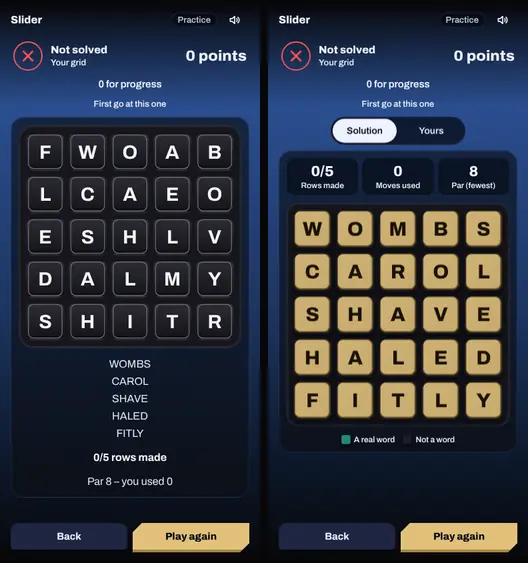 Slider
Practice
Not solved
Your grid
0 points
0 for progress
First go at this one
F W O A B
L C A E O
E S H L V
D A L M Y
S H I T R
WOMBS
CAROL
SHAVE
HALED
FITLY
0/5 rows made
Par 8 – you used 0
Back
Play again
Slider
Practice
Not solved
Your grid
0 points
0 for progress
First go at this one
Solution
Yours
0/5
Rows made
0
Moves used
8
Par (fewest)
W O M B S
C A R O L
S H A V E
H A L E D
F I T L Y
A real word
Not a word
Back
Play again